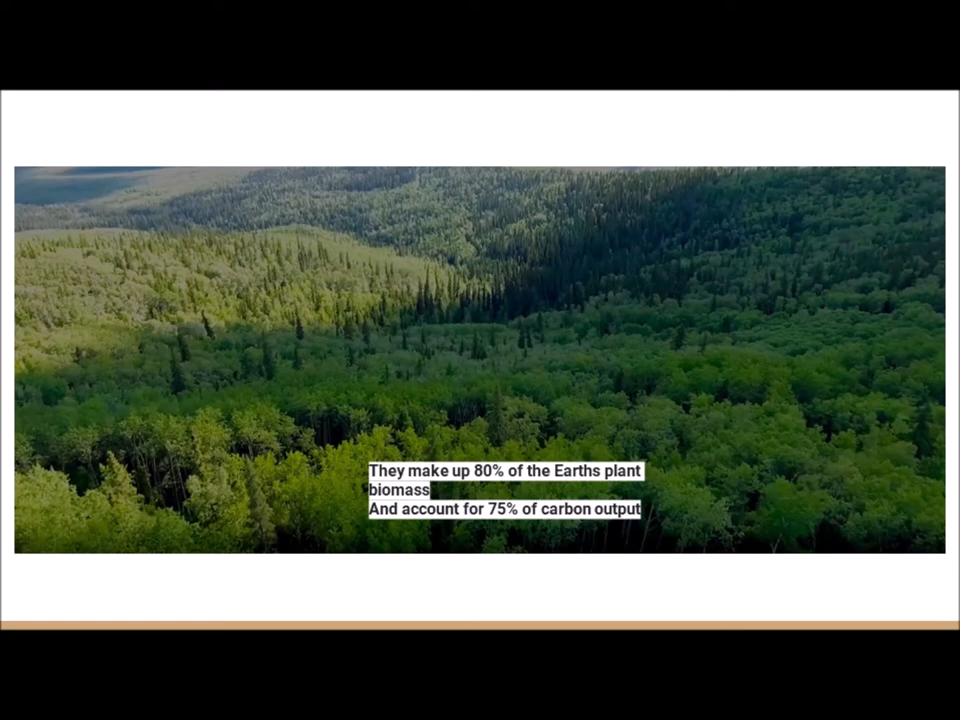 They make up 80% of the Earths plant
biomass
And account for 75% of carbon output